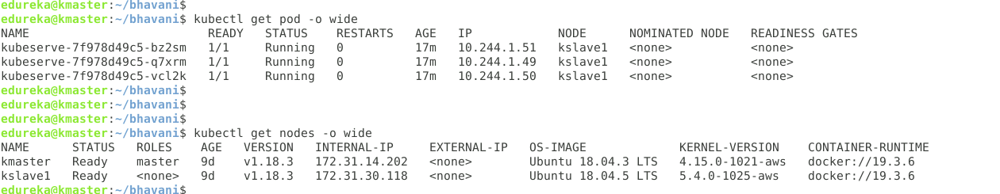 edureka@kmaster:~/bhavani$
edureka@kmaster:~/bhavani$ kubectl get pod -o wide
NAME                          READY   STATUS    RESTARTS   AGE   IP            NODE      NOMINATED NODE   READINESS GATES
kubeserve-7f978d49c5-bz2sm   1/1     Running   0          17m   10.244.1.51   kslave1   <none>           <none>
kubeserve-7f978d49c5-q7xrm   1/1     Running   0          17m   10.244.1.49   kslave1   <none>           <none>
kubeserve-7f978d49c5-vcl2k   1/1     Running   0          17m   10.244.1.50   kslave1   <none>           <none>
edureka@kmaster:~/bhavani$
edureka@kmaster:~/bhavani$
edureka@kmaster:~/bhavani$
edureka@kmaster:~/bhavani$ kubectl get nodes -o wide
NAME      STATUS   ROLES    AGE   VERSION   INTERNAL-IP     EXTERNAL-IP   OS-IMAGE             KERNEL-VERSION    CONTAINER-RUNTIME
kmaster   Ready    master   9d    v1.18.3   172.31.14.202   <none>        Ubuntu 18.04.3 LTS   4.15.0-1021-aws   docker://19.3.6
kslave1   Ready    <none>   9d    v1.18.3   172.31.30.118   <none>        Ubuntu 18.04.5 LTS   5.4.0-1028-aws    docker://19.3.6
edureka@kmaster:~/bhavani$